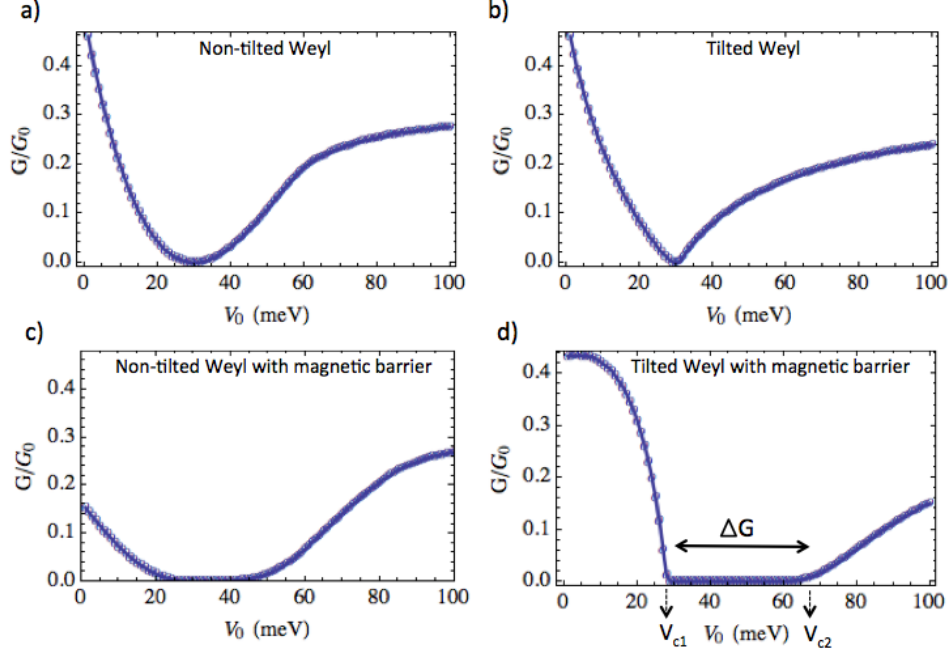 a)
Non-tilted Weyl
0.4
0.3
0.2
0.1
0.0
G/G₀
0 20 40 60 80 100
V₀ (meV)
b)
Tilted Weyl
0.4
0.3
0.2
0.1
0.0
G/G₀
0 20 40 60 80 100
V₀ (meV)
c)
Non-tilted Weyl with magnetic barrier
0.4
0.3
0.2
0.1
0.0
G/G₀
0 20 40 60 80 100
V₀ (meV)
d)
Tilted Weyl with magnetic barrier
0.4
0.3
0.2
0.1
0.0
G/G₀
ΔG
0 20 40 60 80 100
V_c1 V₀ (meV) V_c2